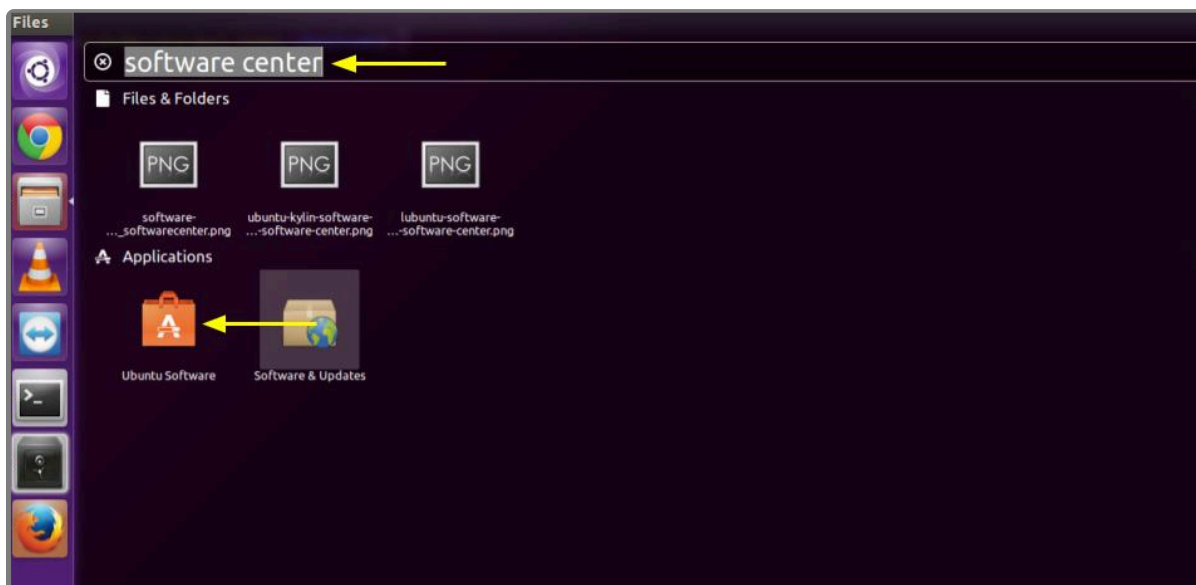 Files
software center
Files & Folders
PNG
PNG
PNG
software-
..._softwarecenter.png
ubuntu-kylin-software-
...-software-center.png
lubuntu-software-
...-software-center.png
Applications
Ubuntu Software
Software & Updates